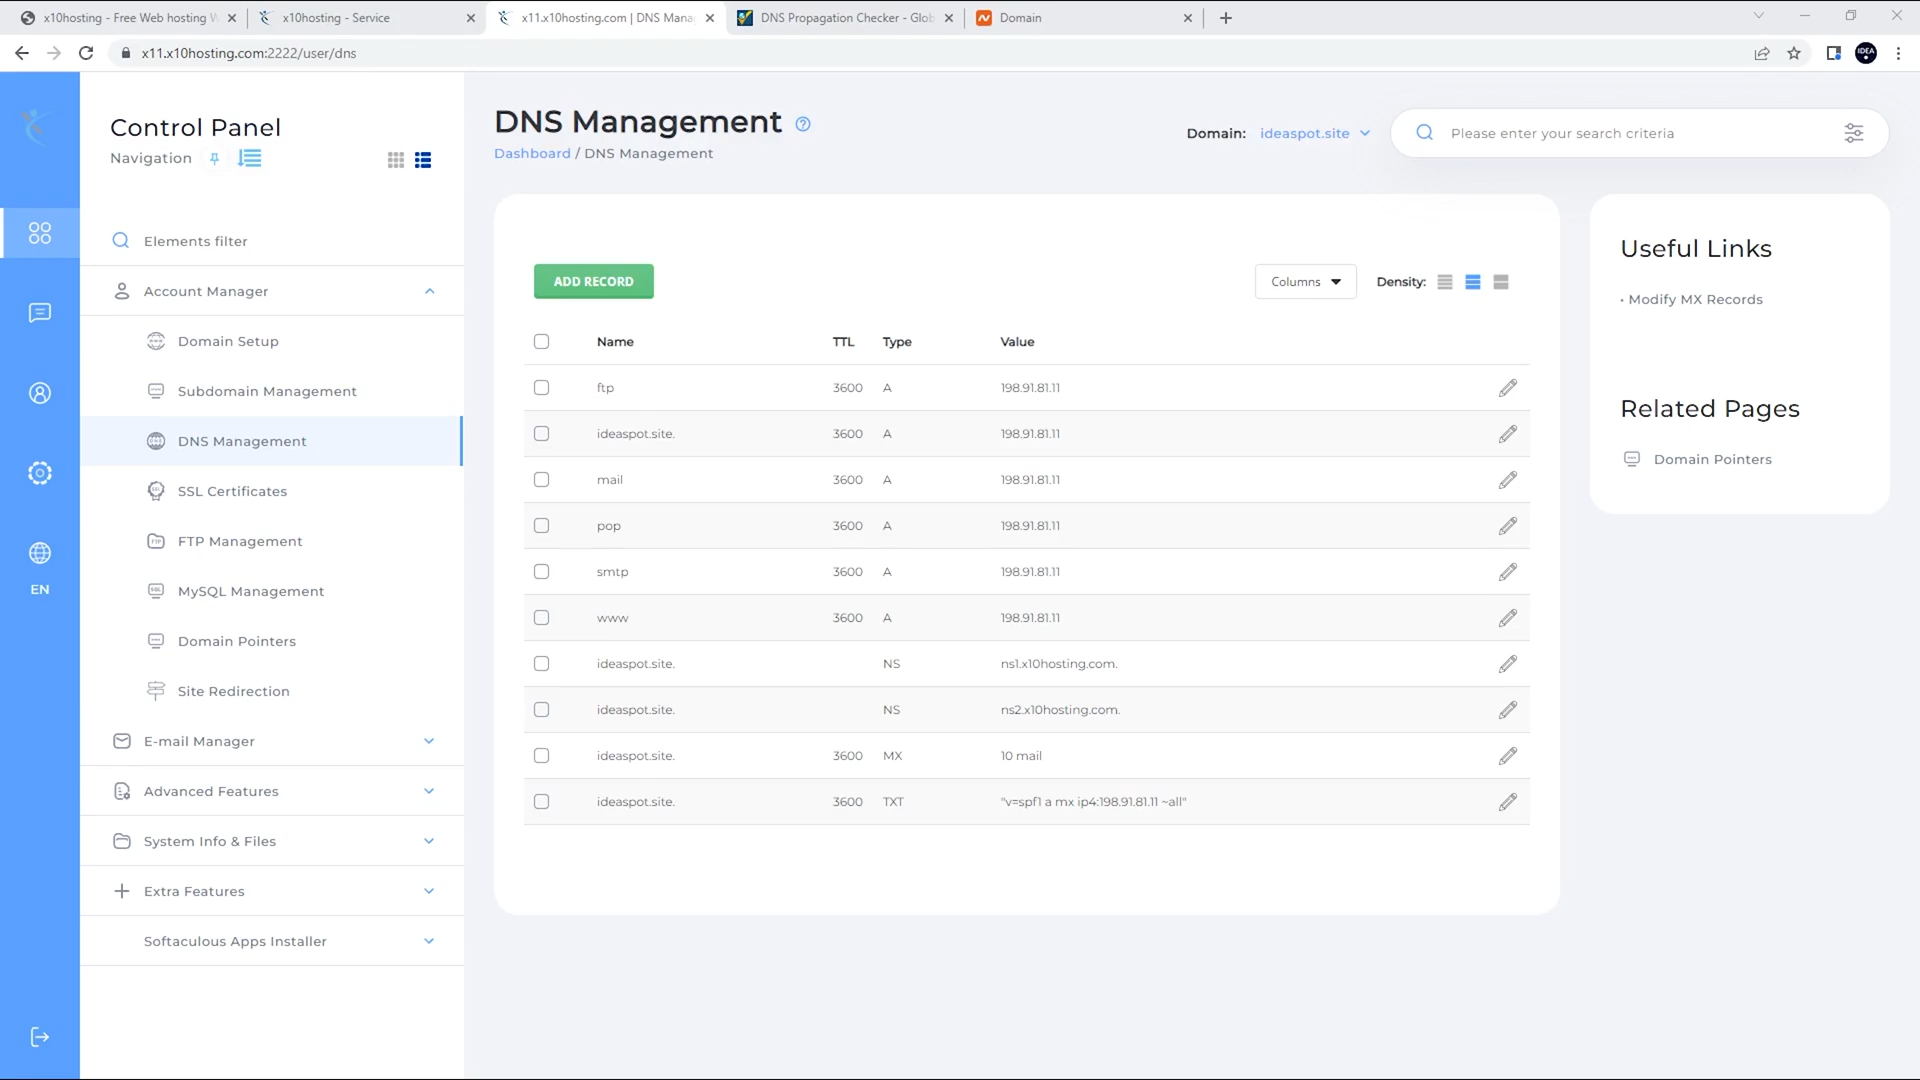 x10hosting - Free Web hosting W
x10hosting - Service
x11.x10hosting.com | DNS Mana
DNS Propagation Checker - Glob
Domain
x11.x10hosting.com:2222/user/dns
IDEA
Control Panel
Navigation
Elements filter
Account Manager
Domain Setup
Subdomain Management
DNS Management
SSL Certificates
FTP Management
MySQL Management
Domain Pointers
Site Redirection
E-mail Manager
Advanced Features
System Info & Files
Extra Features
Softaculous Apps Installer
EN
DNS Management
Dashboard / DNS Management
Domain: ideaspot.site
Please enter your search criteria
ADD RECORD
Columns
Density:
Name TTL Type Value
ftp 3600 A 198.91.81.11
ideaspot.site. 3600 A 198.91.81.11
mail 3600 A 198.91.81.11
pop 3600 A 198.91.81.11
smtp 3600 A 198.91.81.11
www 3600 A 198.91.81.11
ideaspot.site. NS ns1.x10hosting.com.
ideaspot.site. NS ns2.x10hosting.com.
ideaspot.site. 3600 MX 10 mail
ideaspot.site. 3600 TXT "v=spf1 a mx ip4:198.91.81.11 ~all"
Useful Links
• Modify MX Records
Related Pages
Domain Pointers